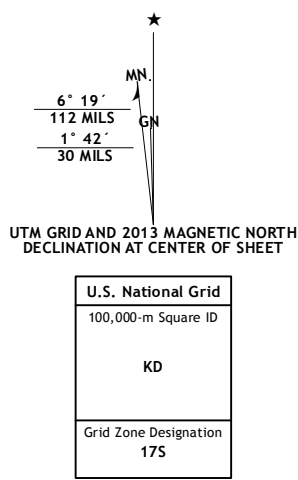 MN.
6° 19´
112 MILS
GN
1° 42´
30 MILS
UTM GRID AND 2013 MAGNETIC NORTH
DECLINATION AT CENTER OF SHEET
U.S. National Grid
100,000-m Square ID
KD
Grid Zone Designation
17S